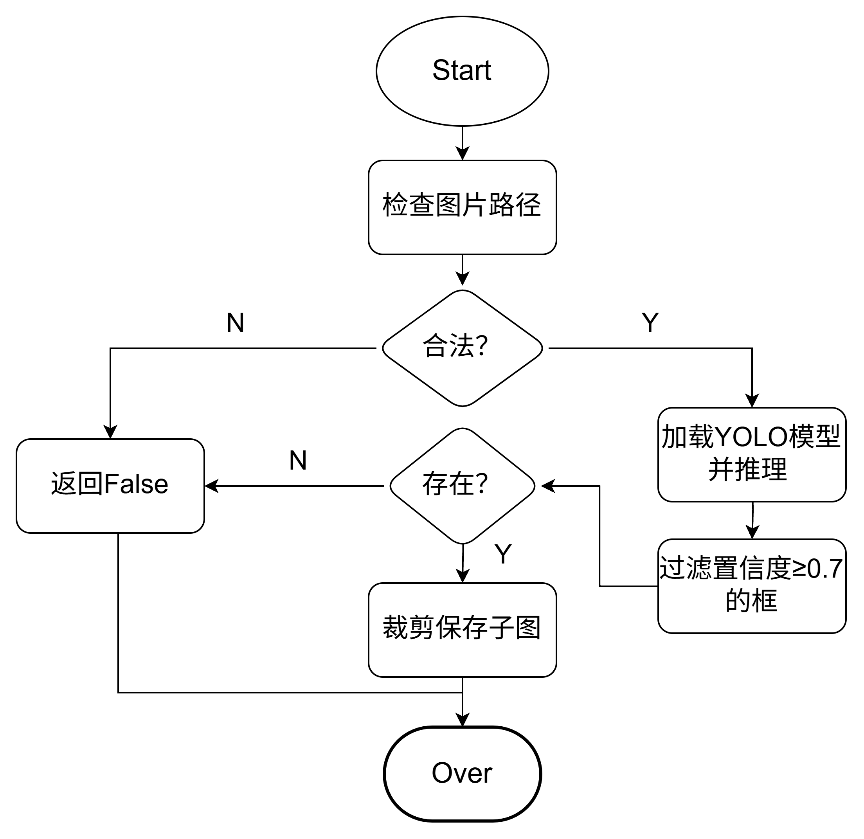 Start
检查图片路径
N
Y
合法?
加载YOLO模型
并推理
返回False
N
存在?
Y
过滤置信度≥0.7
的框
裁剪保存子图
Over